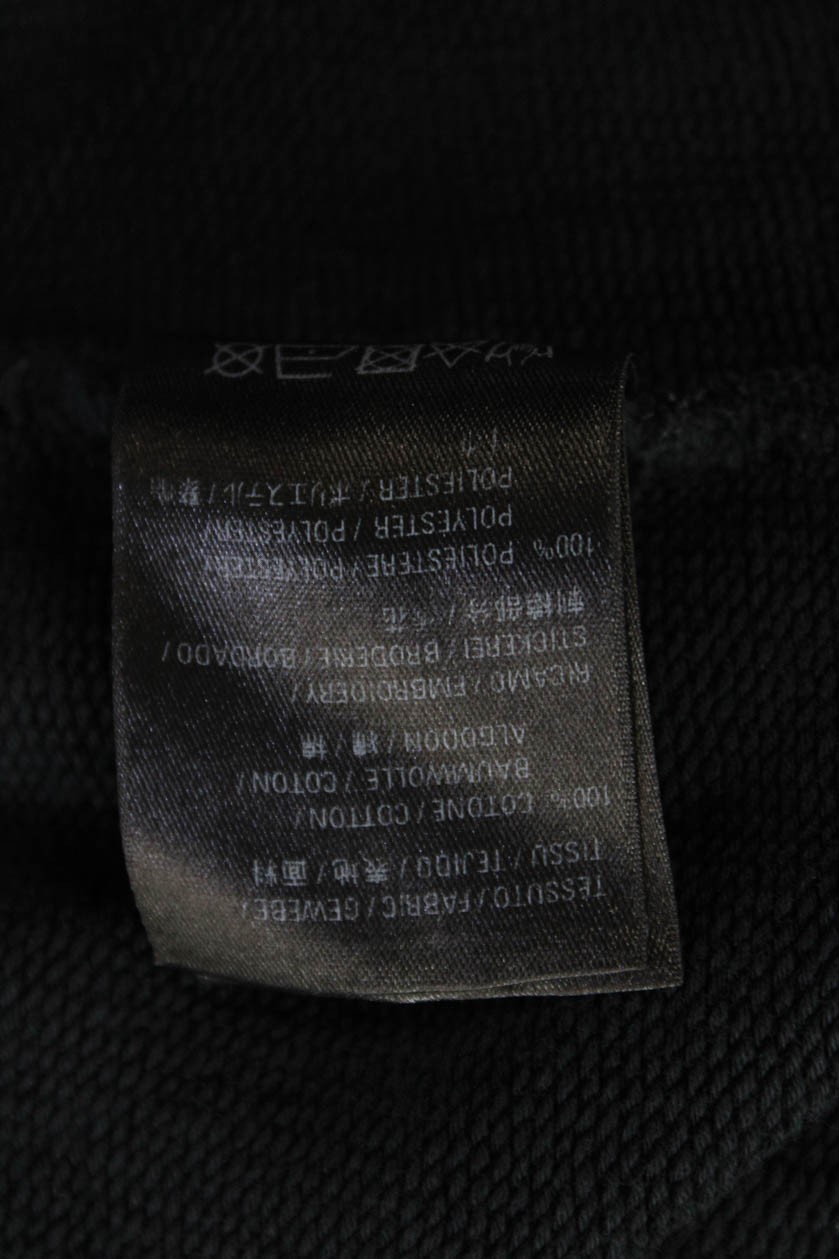 TESSUTO / FABRIC / GEWEBE /
TISSU / TEJIDO / 表地 / 面料
100% COTONE / COTTON /
BAUMWOLLE / COTON /
ALGODON / 綿 / 棉
RICAMO / EMBROIDERY /
STICKEREI / BRODERIE / BORDADO /
刺繍部分 /
100% POLIESTERE / POLYESTER /
POLYESTER / POLYESTER /
POLIESTER / ポリエステル /